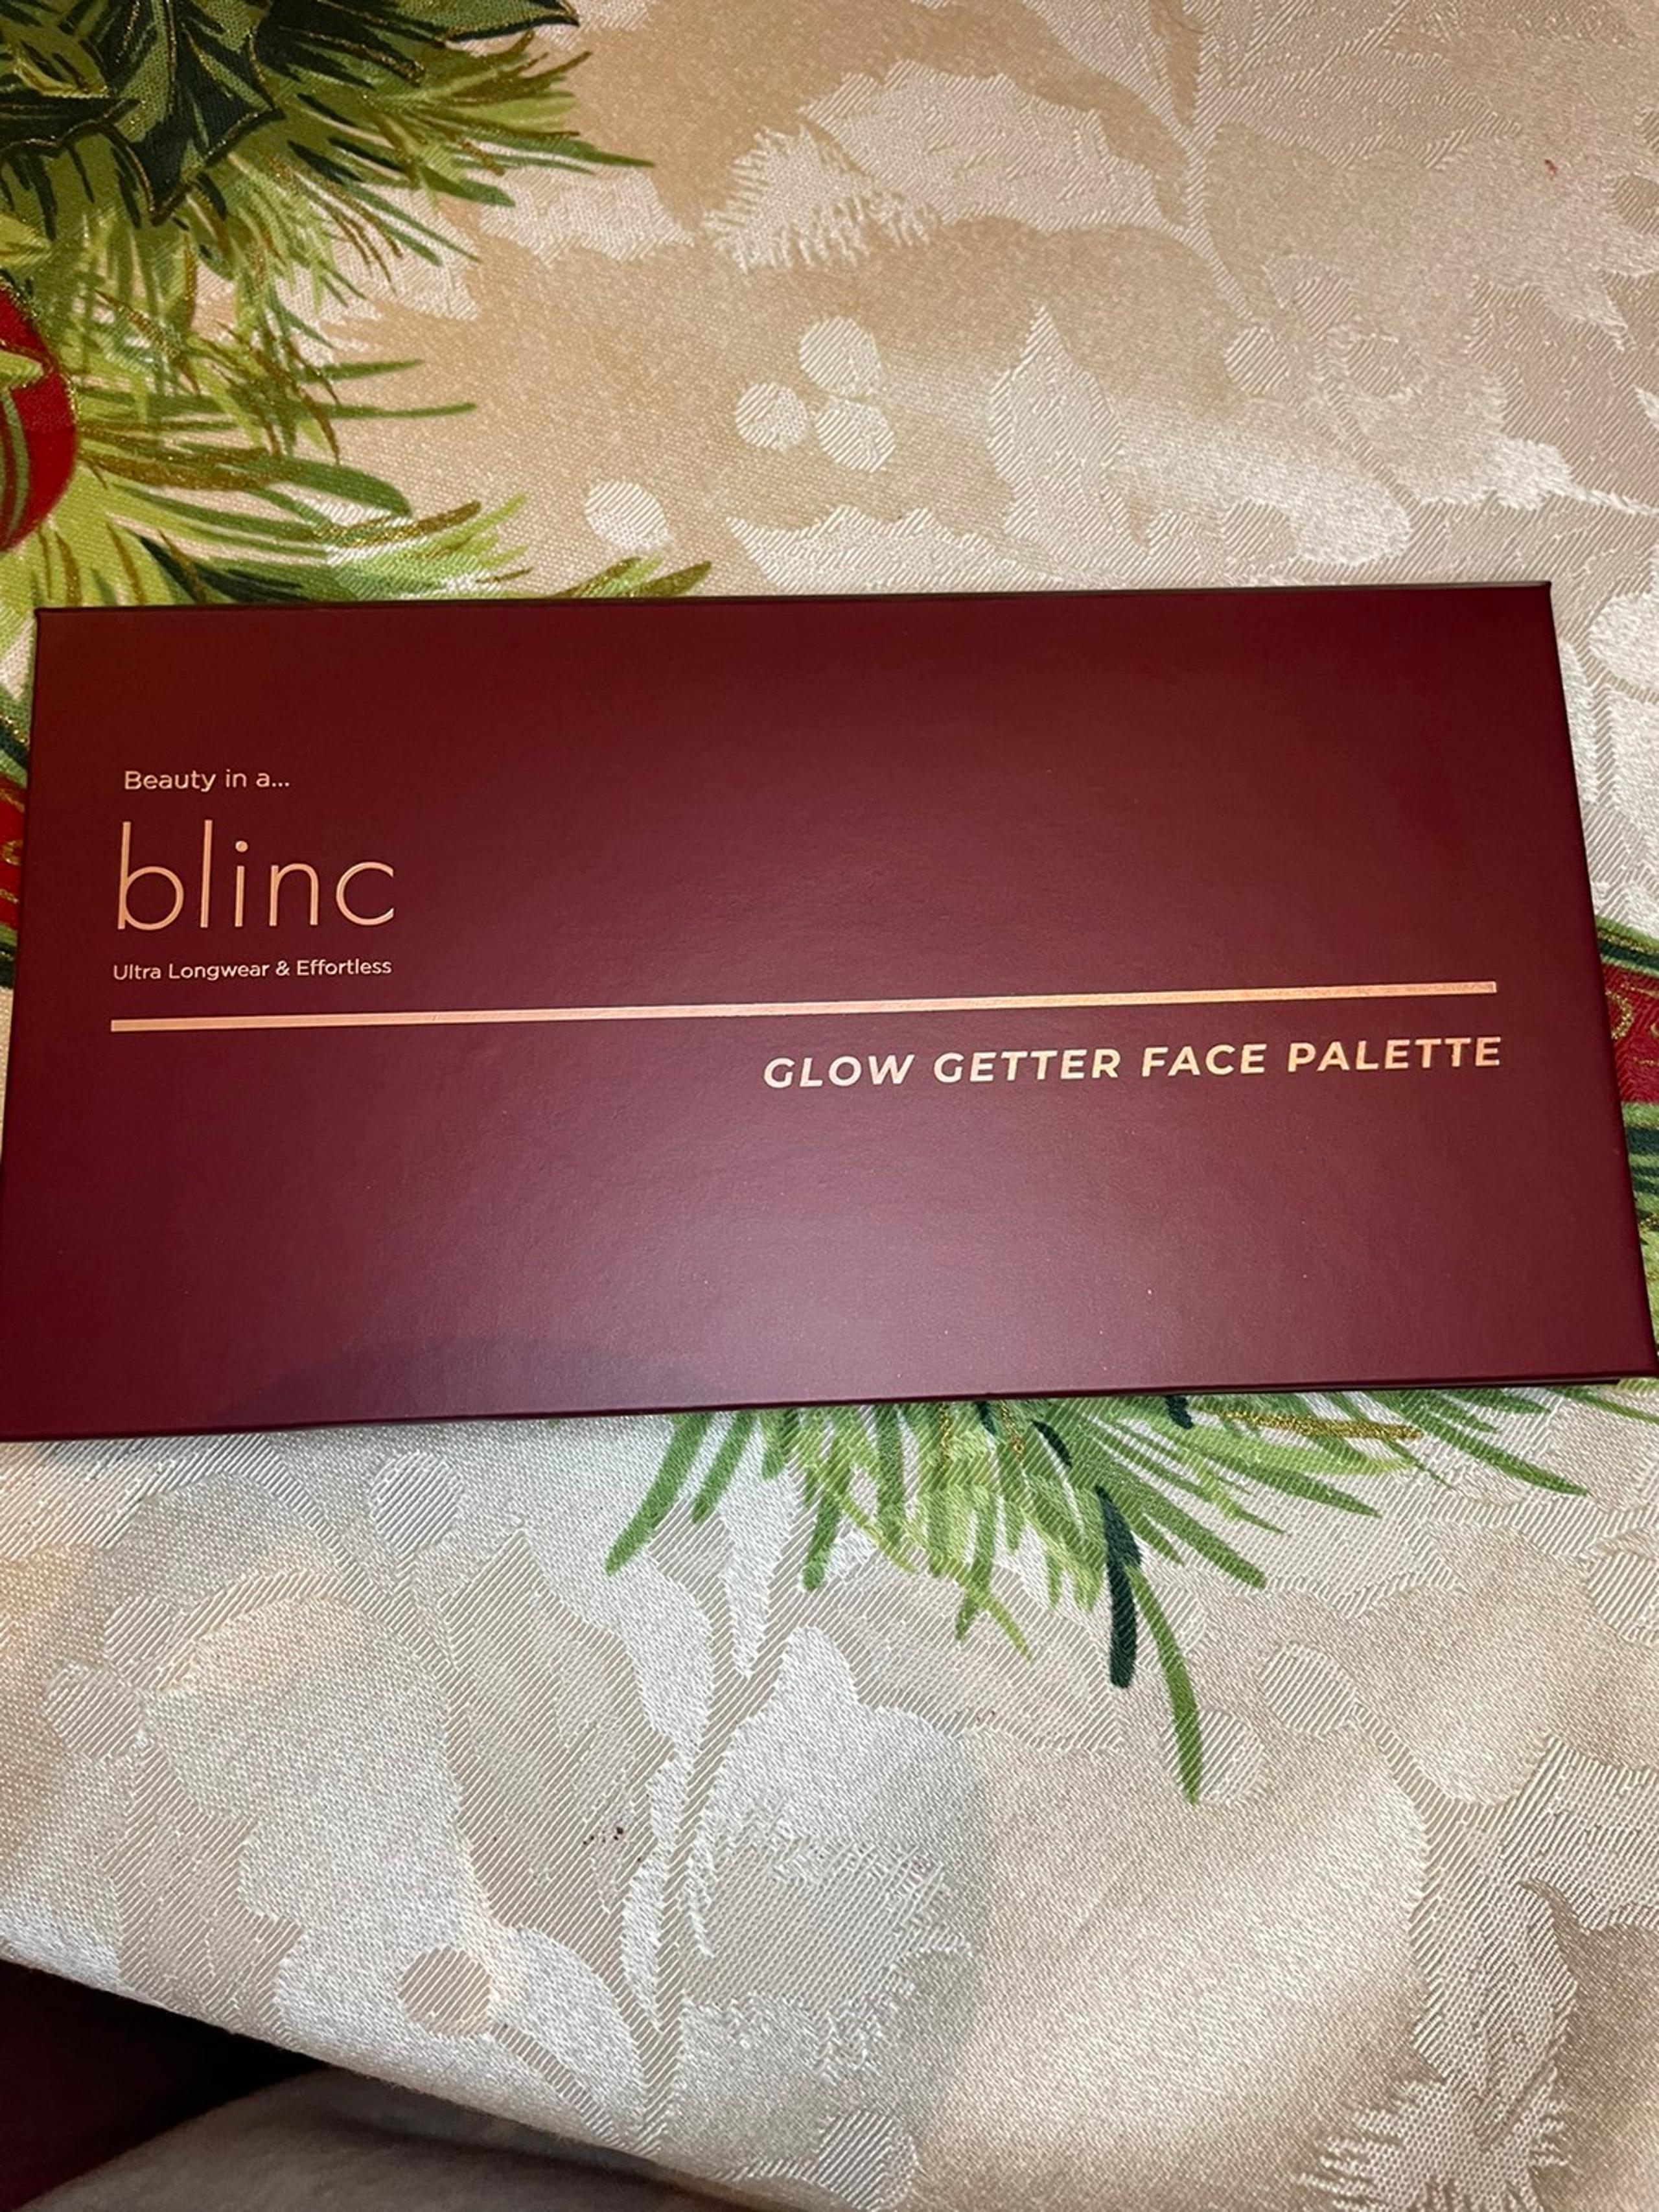 Beauty in a...
blinc
Ultra Longwear & Effortless
GLOW GETTER FACE PALETTE